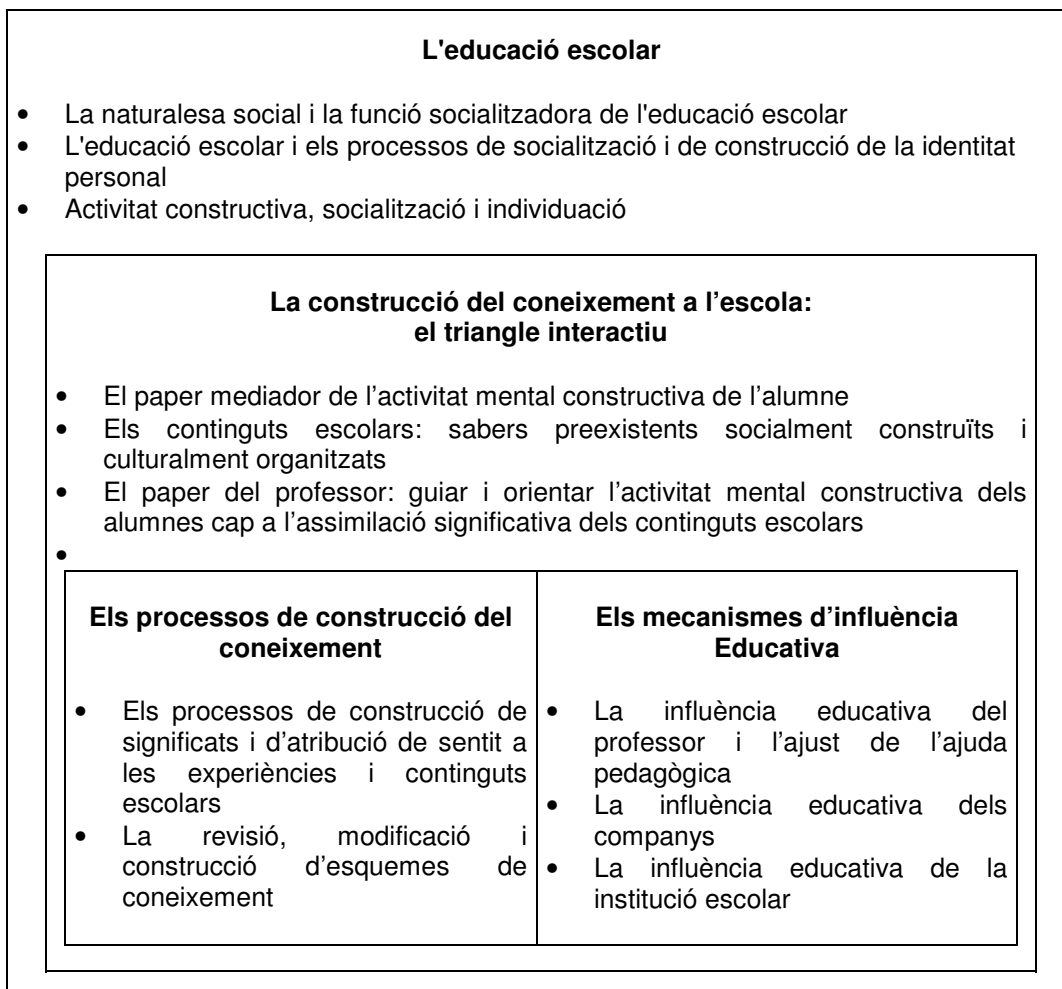 L'educació escolar
• La naturalesa social i la funció socialitzadora de l'educació escolar
• L'educació escolar i els processos de socialització i de construcció de la identitat
personal
• Activitat constructiva, socialització i individuació
La construcció del coneixement a l’escola:
el triangle interactiu
• El paper mediador de l’activitat mental constructiva de l’alumne
• Els continguts escolars: sabers preexistents socialment construïts i
culturalment organitzats
• El paper del professor: guiar i orientar l’activitat mental constructiva dels
alumnes cap a l’assimilació significativa dels continguts escolars
•
Els processos de construcció del
coneixement
• Els processos de construcció de
significats i d’atribució de sentit a
les experiències i continguts
escolars
• La revisió, modificació i
construcció d’esquemes de
coneixement
Els mecanismes d’influència
Educativa
• La influència educativa del
professor i l’ajust de l’ajuda
pedagògica
• La influència educativa dels
companys
• La influència educativa de la
institució escolar